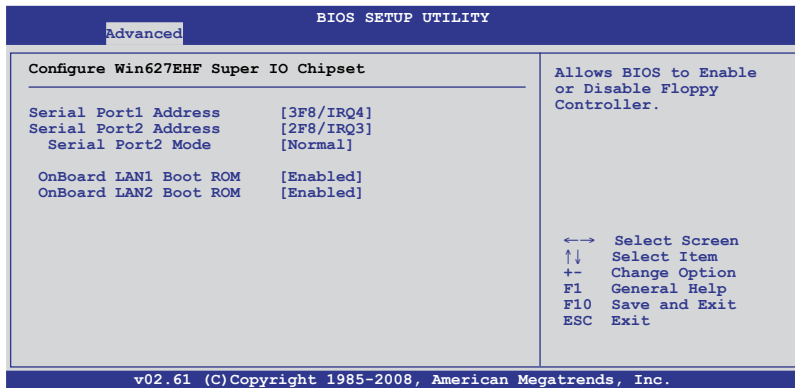 BIOS SETUP UTILITY
Advanced
Configure Win627EHF Super IO Chipset
Serial Port1 Address [3F8/IRQ4]
Serial Port2 Address [2F8/IRQ3]
Serial Port2 Mode [Normal]
OnBoard LAN1 Boot ROM [Enabled]
OnBoard LAN2 Boot ROM [Enabled]
Allows BIOS to Enable
or Disable Floppy
Controller.
←→ Select Screen
↑↓ Select Item
+- Change Option
F1 General Help
F10 Save and Exit
ESC Exit
v02.61 (C)Copyright 1985-2008, American Megatrends, Inc.